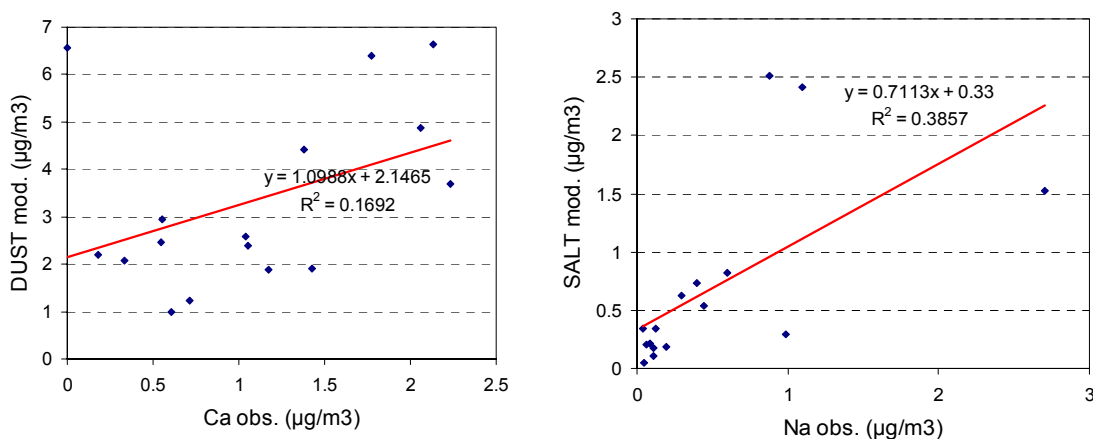 7
6
5
4
3
2
1
0
DUST mod. (µg/m3)
y = 1.0988x + 2.1465
R² = 0.1692
0 0.5 1 1.5 2 2.5
Ca obs. (µg/m3)
3
2.5
2
1.5
1
0.5
0
SALT mod. (µg/m3)
y = 0.7113x + 0.33
R² = 0.3857
0 1 2 3
Na obs. (µg/m3)